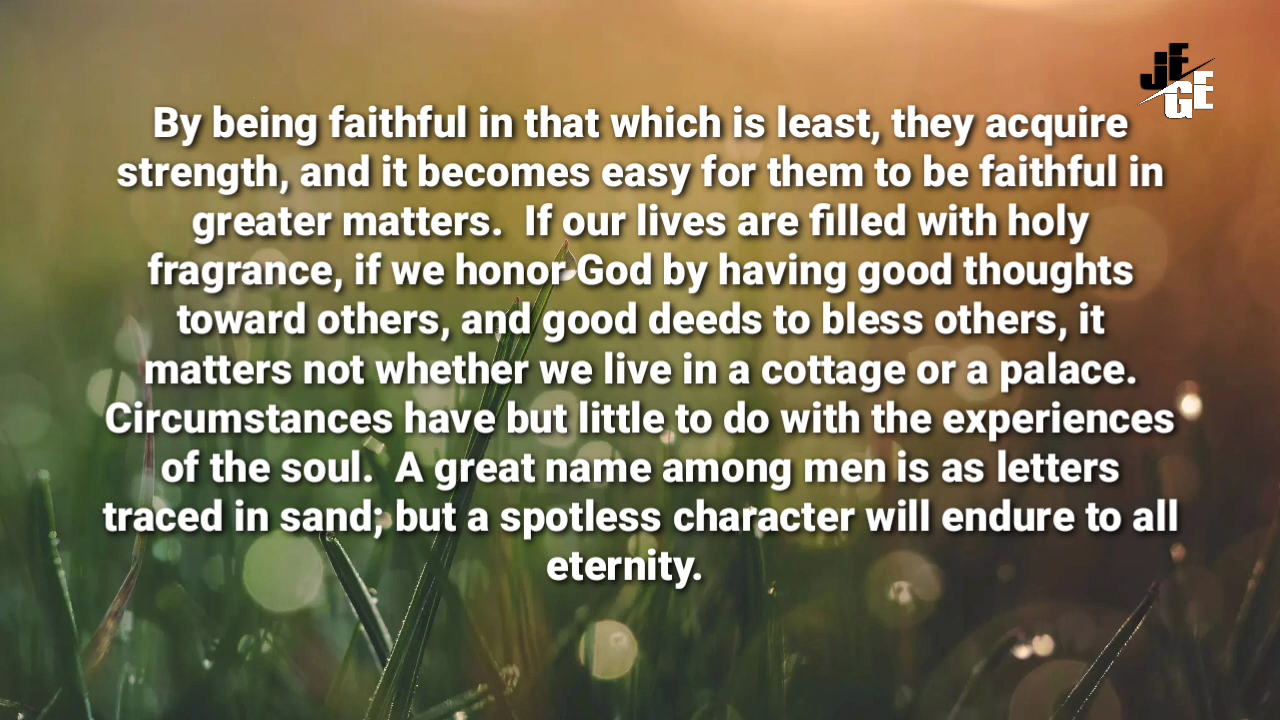 JF
GF
By being faithful in that which is least, they acquire
strength, and it becomes easy for them to be faithful in
greater matters.  If our lives are filled with holy
fragrance, if we honor God by having good thoughts
toward others, and good deeds to bless others, it
matters not whether we live in a cottage or a palace.
Circumstances have but little to do with the experiences
of the soul.  A great name among men is as letters
traced in sand; but a spotless character will endure to all
eternity.